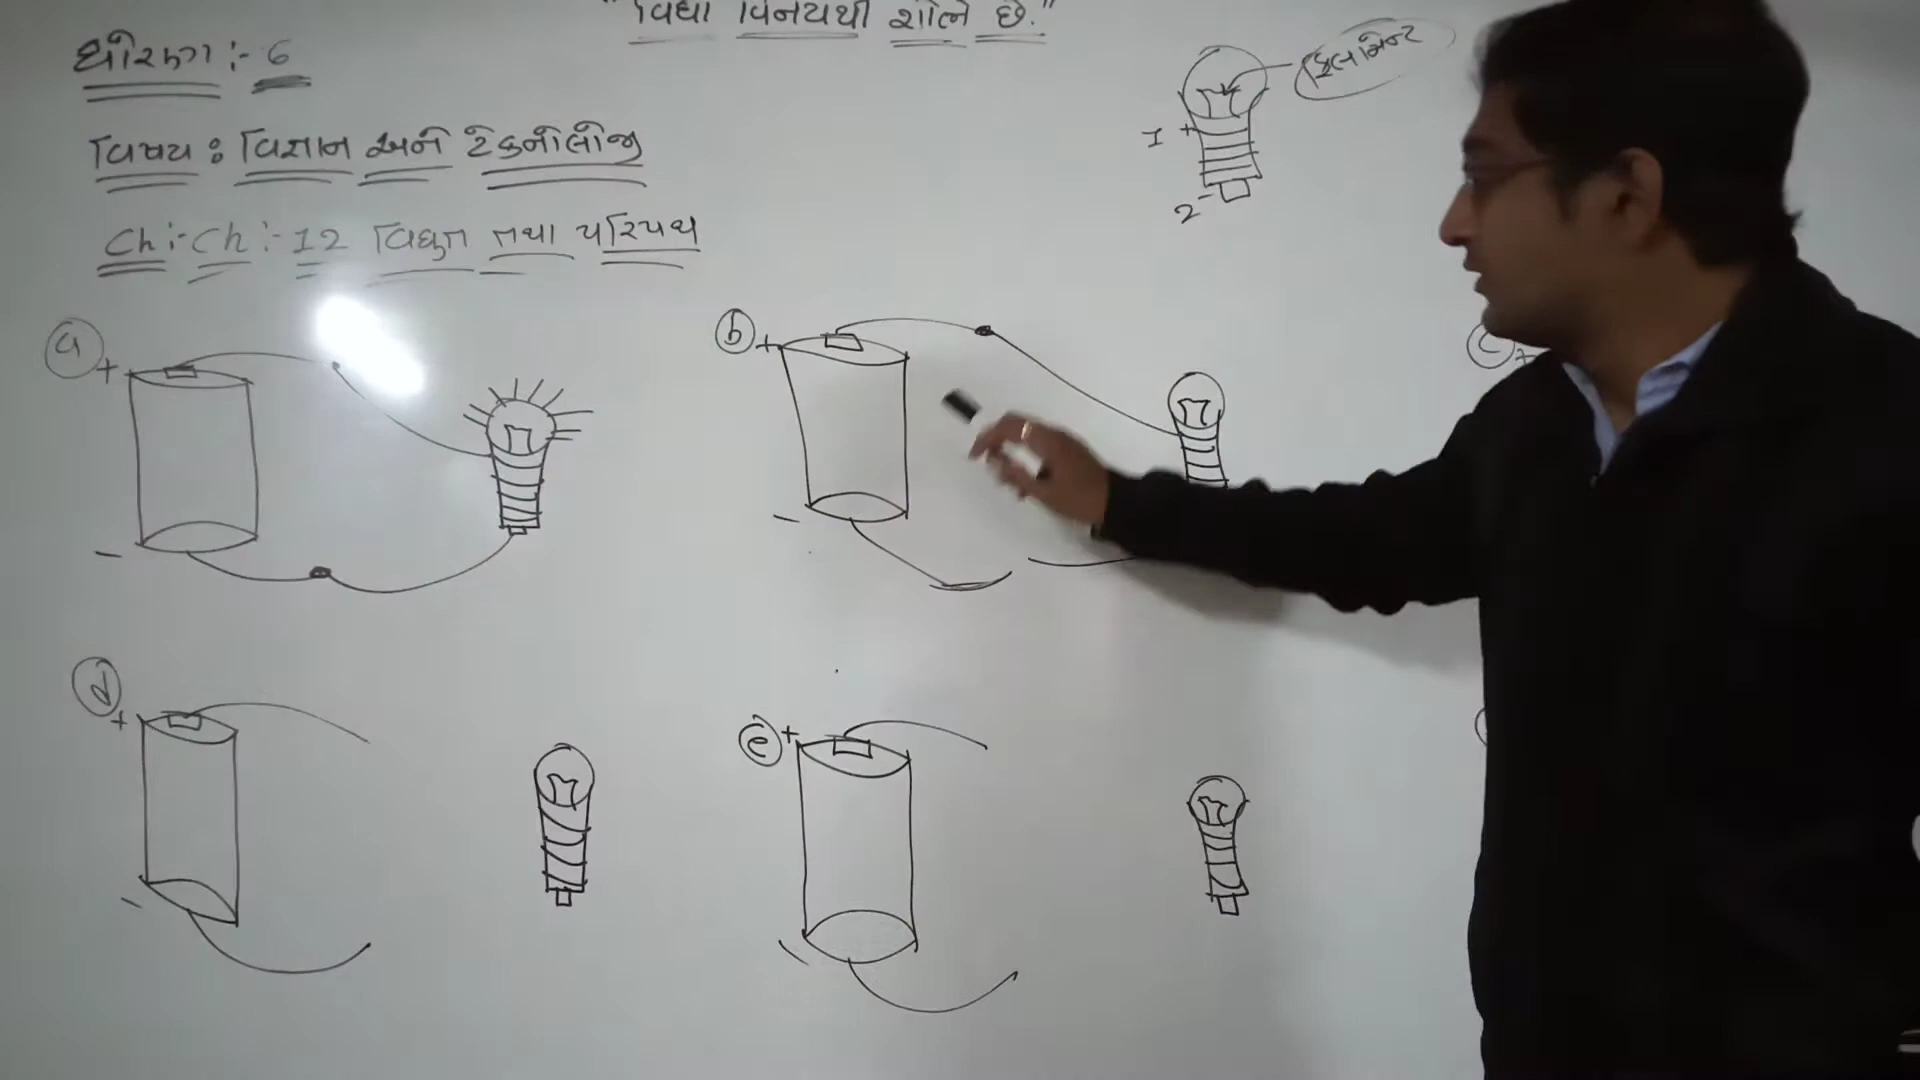 "વિદ્યા વિનયથી શોભે છે."
ધોરણ :- 6
વિષય : વિજ્ઞાન અને ટેકનોલોજી
Ch :- Ch :- 12 વિદ્યુત તથા પરિપથ
ફિલામેન્ટ
1 +
2 -
a +
-
b +
-
c +
d +
-
e +
-